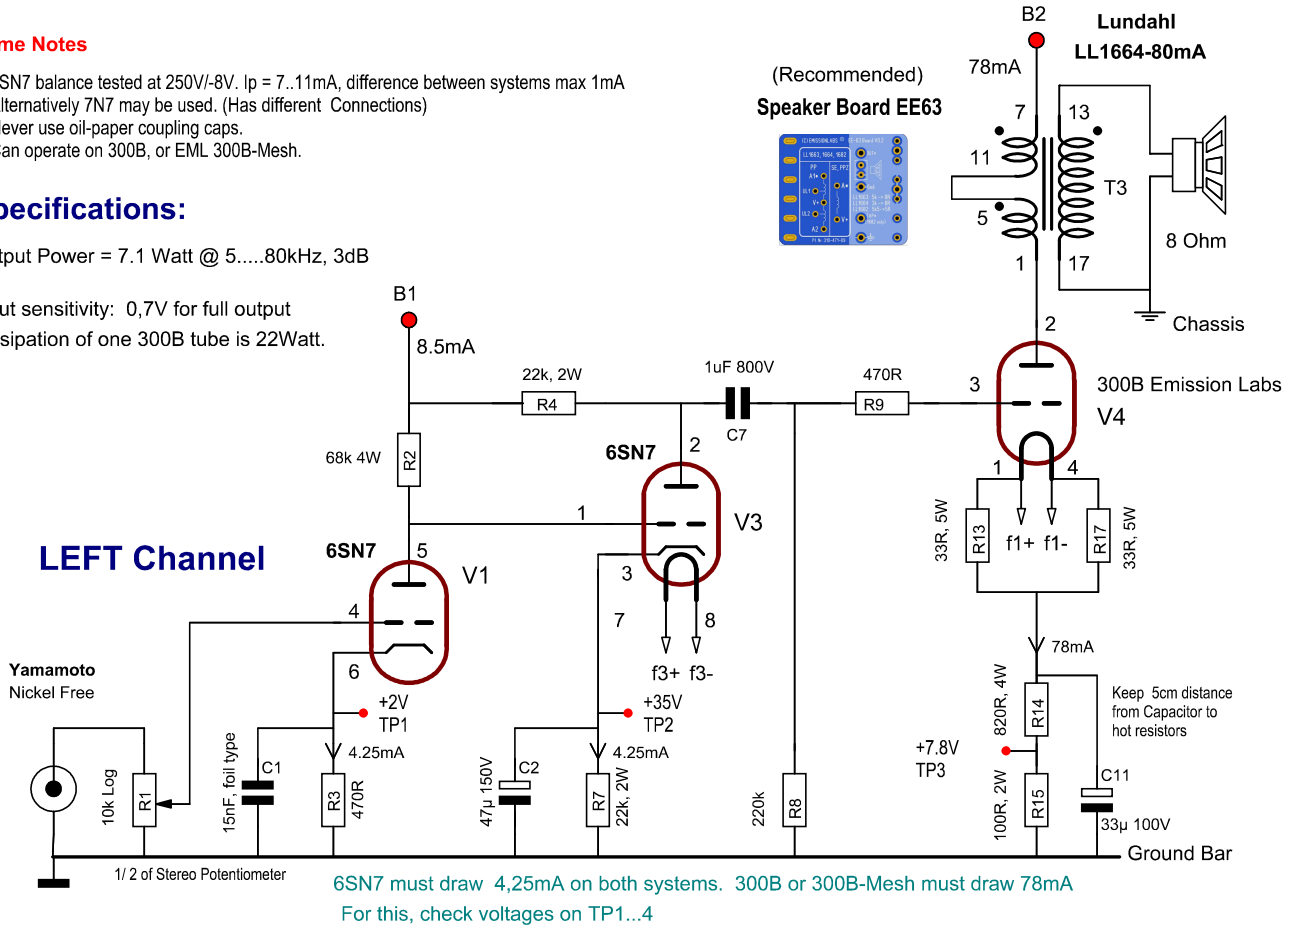 me Notes
SN7 balance tested at 250V/-8V. Ip = 7..11mA, difference between systems max 1mA
lternatively 7N7 may be used. (Has different Connections)
lever use oil-paper coupling caps.
Can operate on 300B, or EML 300B-Mesh.
pecifications:
tput Power = 7.1 Watt @ 5.....80kHz, 3dB
ut sensitivity: 0,7V for full output
sipation of one 300B tube is 22Watt.
(Recommended)
Speaker Board EE63
LL1663, 1664, 1682
PP
SE_PP2
A1
UL1
V+
UL2
A2
A
V+
B2
78mA
Lundahl
LL1664-80mA
7
13
11
T3
5
1
17
8 Ohm
Chassis
B1
8.5mA
22k, 2W
R4
1uF 800V
C7
470R
R9
2
3
300B Emission Labs
V4
1
4
68k 4W
R2
6SN7
2
1
V3
3
7
8
f3+ f3-
33R, 5W
R13
f1+ f1-
R17
33R, 5W
LEFT Channel
6SN7
5
V1
4
6
Yamamoto
Nickel Free
+2V
TP1
+35V
TP2
78mA
820R, 4W
R14
Keep 5cm distance
from Capacitor to
hot resistors
+7.8V
TP3
10k Log
R1
15nF, foil type
C1
4.25mA
R3
470R
47µ 150V
C2
4.25mA
R7
22k, 2W
220k
R8
100R, 2W
R15
C11
33µ 100V
Ground Bar
1/ 2 of Stereo Potentiometer
6SN7 must draw 4,25mA on both systems. 300B or 300B-Mesh must draw 78mA
For this, check voltages on TP1...4